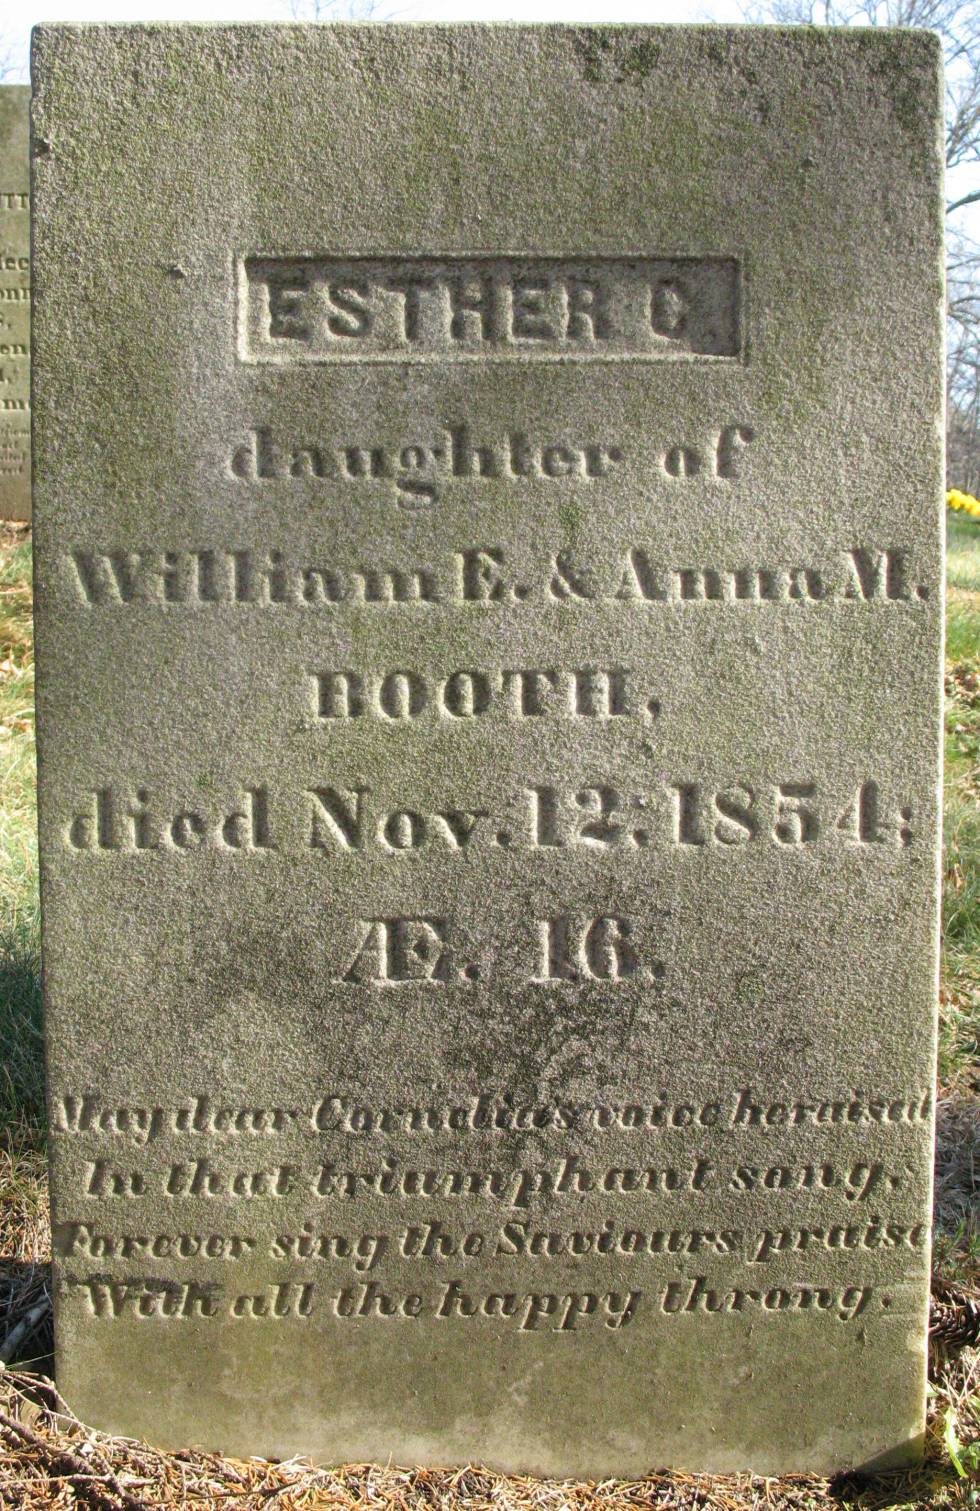 ESTHER C.
daughter of
William E. & Anna M.
BOOTH,
died Nov. 12, 1854;
Æ. 16.
May dear Cornelia's voice be raised
In that triumphant song,
Forever sing the Saviours praise
With all the happy throng.